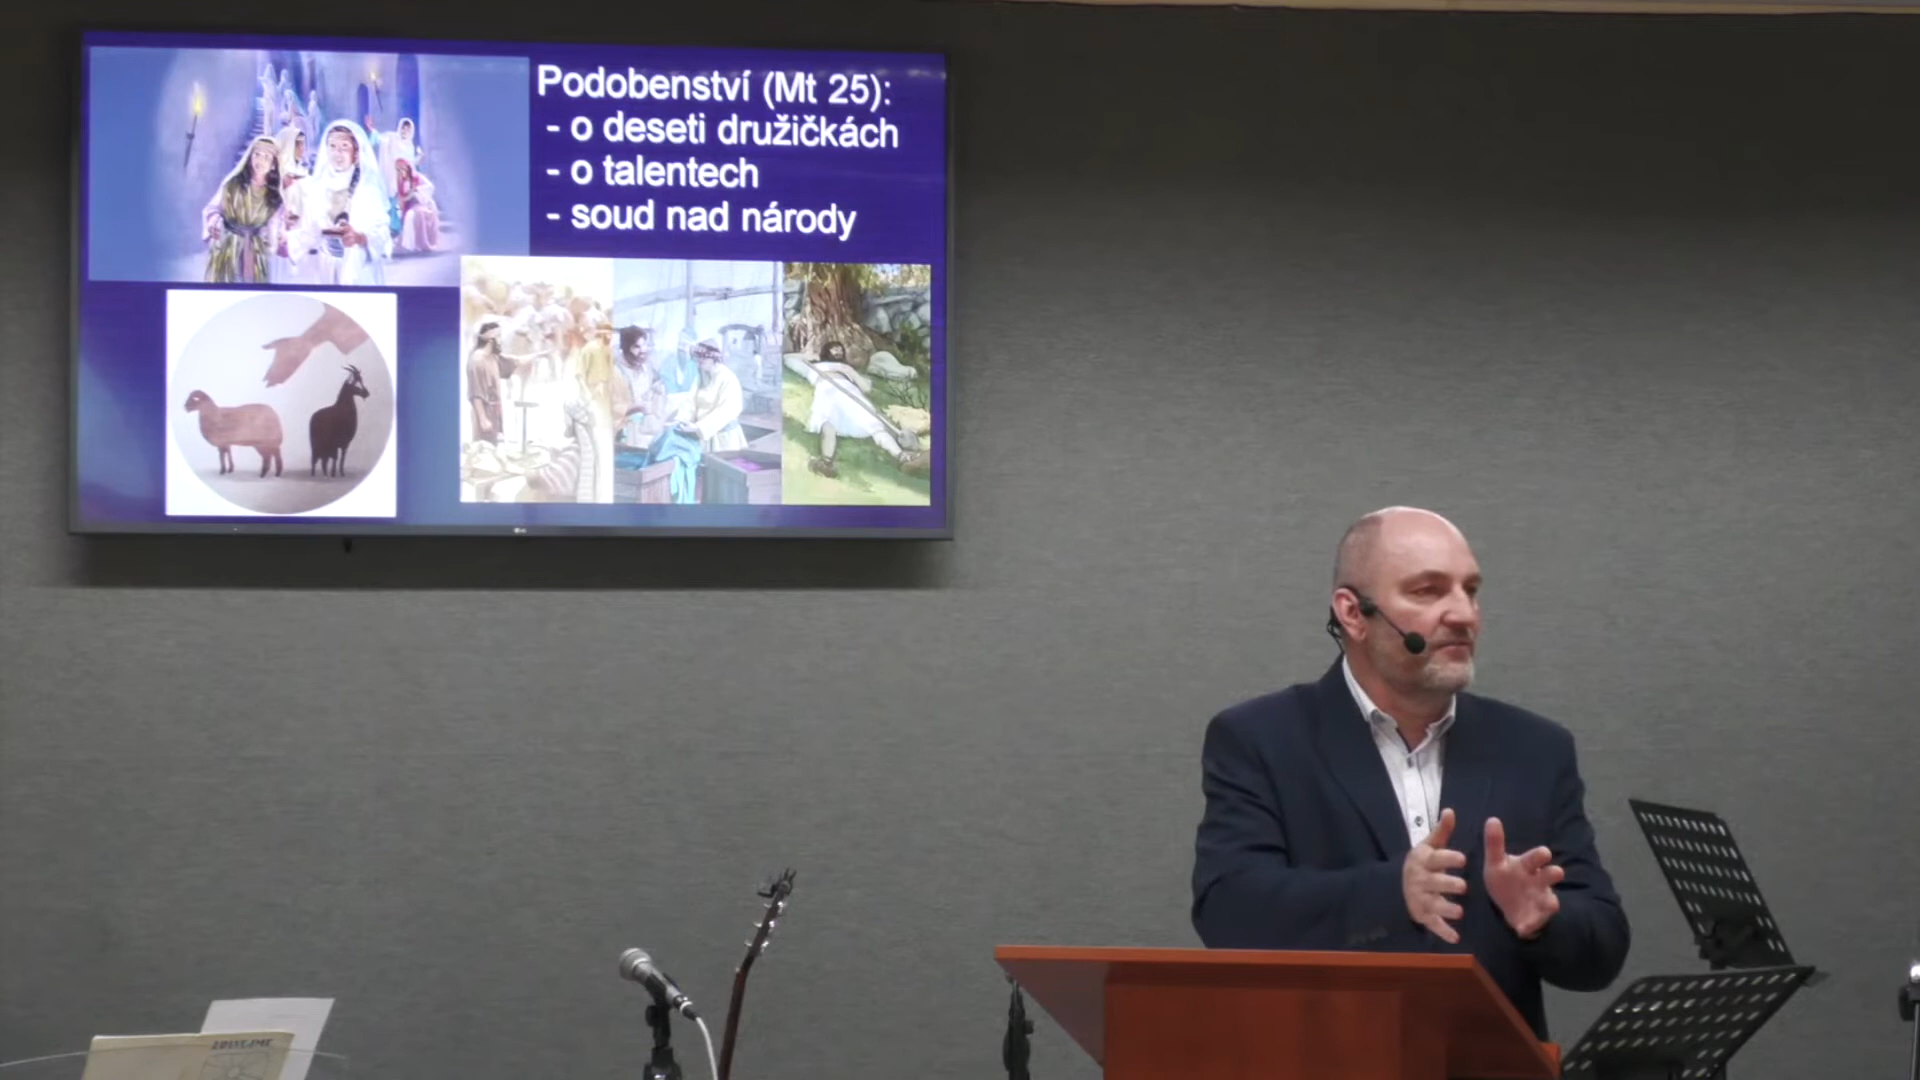 Podobenství (Mt 25):
- o deseti družičkách
- o talentech
- soud nad národy